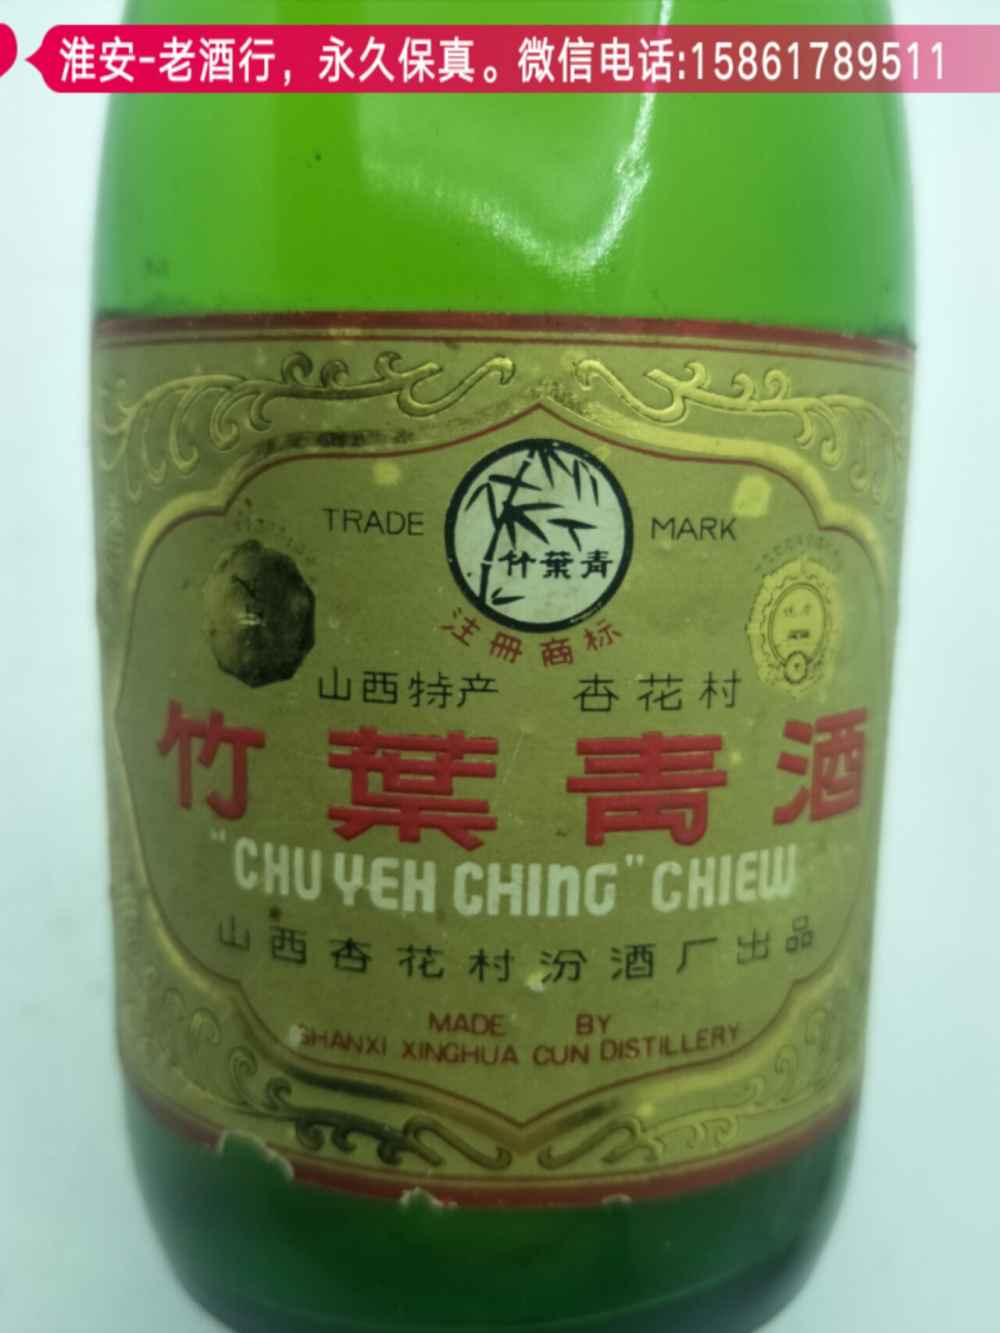 淮安-老酒行，永久保真。微信电话:15861789511
TRADE MARK
竹葉青
注册商标
山西特产 杏花村
竹葉青酒
"CHU YEH CHING" CHIEW
山西杏花村汾酒厂出品
MADE BY
SHANXI XINGHUA CUN DISTILLERY